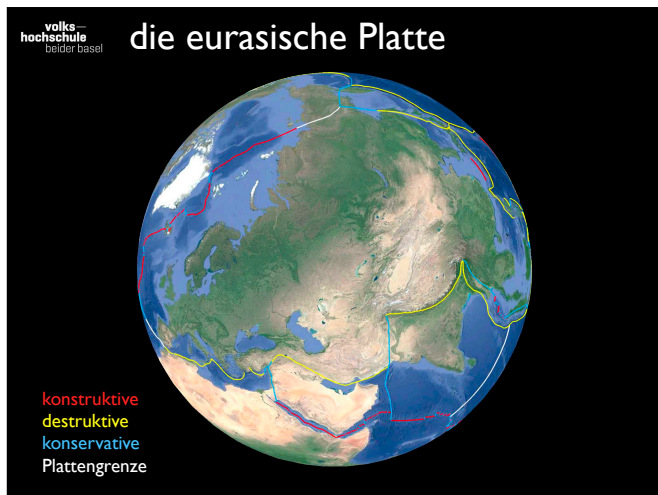 volks—
hochschule
beider basel
die eurasische Platte
konstruktive
destruktive
konservative
Plattengrenze